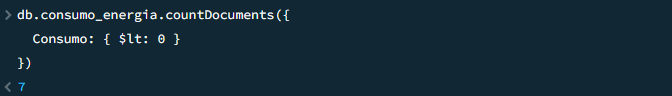 > db.consumo_energia.countDocuments({
    Consumo: { $lt: 0 }
  })
< 7